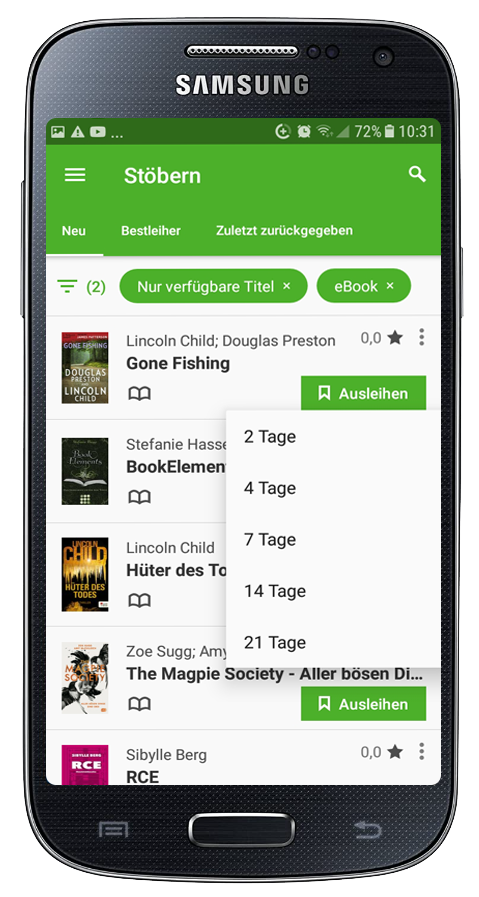 SAMSUNG
... 72% 10:31
Stöbern
Neu Bestleiher Zuletzt zurückgegeben
(2) Nur verfügbare Titel × eBook ×
JAMES PATTERSON
GONE FISHING
DOUGLAS
PRESTON
LINCOLN
CHILD
Lincoln Child; Douglas Preston 0,0
Gone Fishing
Ausleihen
2 Tage
4 Tage
7 Tage
14 Tage
21 Tage
Book
Elements
Stefanie Hasse
BookElemen
LINCOLN
CHILD
HÜTER DES
TODES
Lincoln Child
Hüter des To
MAGPIE
SOCIETY
Zoe Sugg; Amy
The Magpie Society - Aller bösen Di...
Ausleihen
SIBYLLE BERG
RCE
Sibylle Berg 0,0
RCE